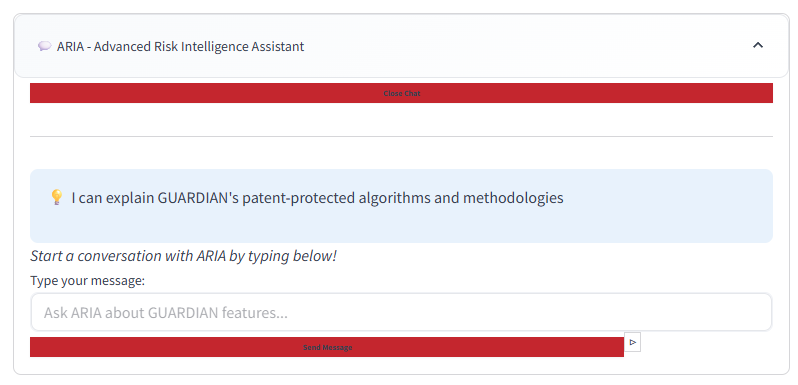 ARIA - Advanced Risk Intelligence Assistant
Close Chat
I can explain GUARDIAN's patent-protected algorithms and methodologies
Start a conversation with ARIA by typing below!
Type your message:
Ask ARIA about GUARDIAN features...
Send Message